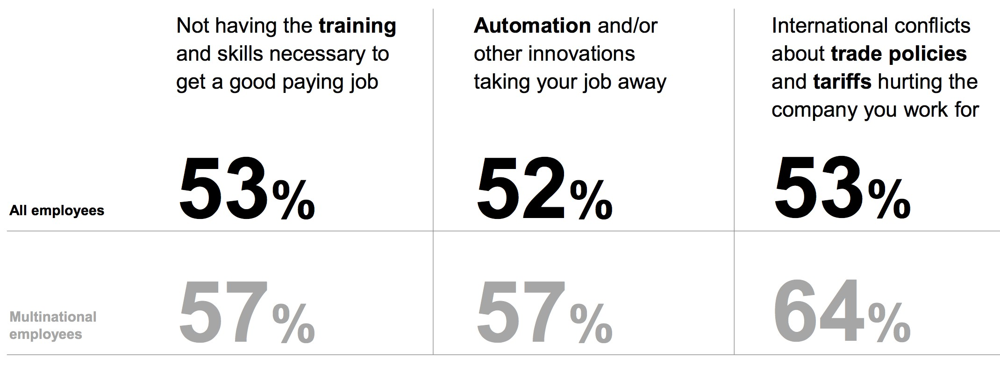 Not having the training
and skills necessary to
get a good paying job
Automation and/or
other innovations
taking your job away
International conflicts
about trade policies
and tariffs hurting the
company you work for
All employees
53%
52%
53%
Multinational
employees
57%
57%
64%